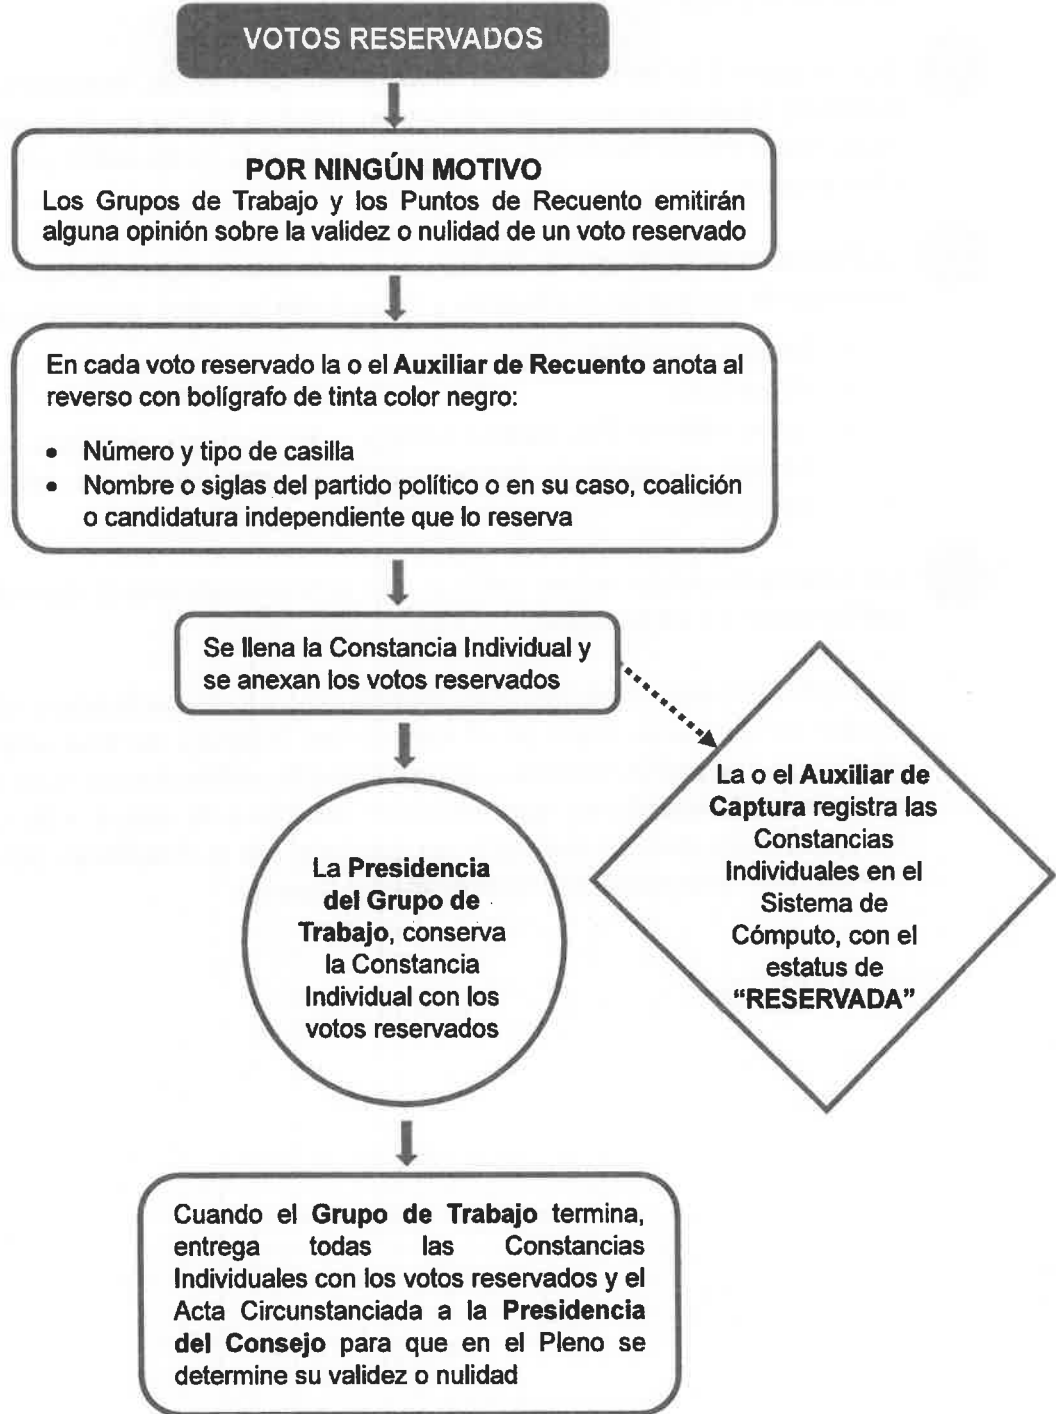 VOTOS RESERVADOS
POR NINGÚN MOTIVO
Los Grupos de Trabajo y los Puntos de Recuento emitirán
alguna opinión sobre la validez o nulidad de un voto reservado
En cada voto reservado la o el Auxiliar de Recuento anota al
reverso con bolígrafo de tinta color negro:
• Número y tipo de casilla
• Nombre o siglas del partido político o en su caso, coalición
o candidatura independiente que lo reserva
Se llena la Constancia Individual y
se anexan los votos reservados
La o el Auxiliar de
Captura registra las
Constancias
Individuales en el
Sistema de
Cómputo, con el
estatus de
“RESERVADA”
La Presidencia
del Grupo de
Trabajo, conserva
la Constancia
Individual con los
votos reservados
Cuando el Grupo de Trabajo termina,
entrega todas las Constancias
Individuales con los votos reservados y el
Acta Circunstanciada a la Presidencia
del Consejo para que en el Pleno se
determine su validez o nulidad